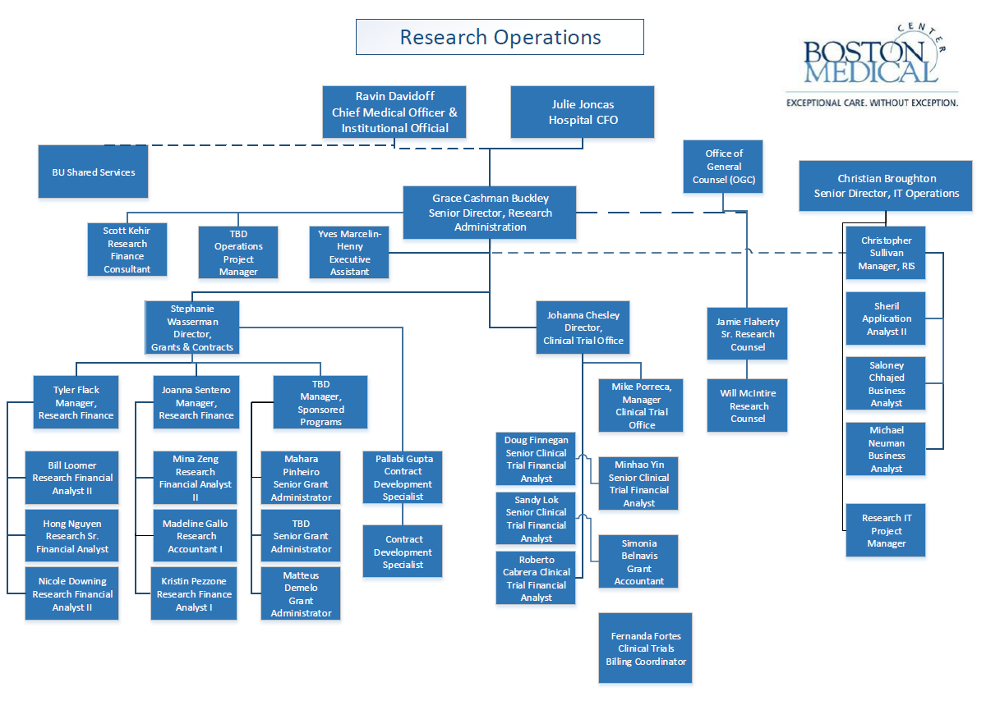 Research Operations
CENTER
BOSTON
MEDICAL
EXCEPTIONAL CARE. WITHOUT EXCEPTION.
Ravin Davidoff
Chief Medical Officer &
Institutional Official
Julie Joncas
Hospital CFO
BU Shared Services
Office of
General
Counsel (OGC)
Christian Broughton
Senior Director, IT Operations
Grace Cashman Buckley
Senior Director, Research
Administration
Scott Kehir
Research
Finance
Consultant
TBD
Operations
Project
Manager
Yves Marcelin-
Henry
Executive
Assistant
Christopher
Sullivan
Manager, RIS
Stephanie
Wasserman
Director,
Grants & Contracts
Johanna Chesley
Director,
Clinical Trial Office
Jamie Flaherty
Sr. Research
Counsel
Sheril
Application
Analyst II
Tyler Flack
Manager,
Research Finance
Joanna Senteno
Manager,
Research Finance
TBD
Manager,
Sponsored
Programs
Mike Porreca,
Manager
Clinical Trial
Office
Will McIntire
Research
Counsel
Saloney
Chhajed
Business
Analyst
Michael
Neuman
Business
Analyst
Bill Loomer
Research Financial
Analyst II
Mina Zeng
Research
Financial Analyst
II
Mahara
Pinheiro
Senior Grant
Administrator
Pallabi Gupta
Contract
Development
Specialist
Doug Finnegan
Senior Clinical
Trial Financial
Analyst
Minhao Yin
Senior Clinical
Trial Financial
Analyst
Hong Nguyen
Research Sr.
Financial Analyst
Madeline Gallo
Research
Accountant I
TBD
Senior Grant
Administrator
Contract
Development
Specialist
Sandy Lok
Senior Clinical
Trial Financial
Analyst
Simonia
Belnavis
Grant
Accountant
Research IT
Project
Manager
Nicole Downing
Research Financial
Analyst II
Kristin Pezzone
Research Finance
Analyst I
Matteus
Demelo
Grant
Administrator
Roberto
Cabrera Clinical
Trial Financial
Analyst
Fernanda Fortes
Clinical Trials
Billing Coordinator